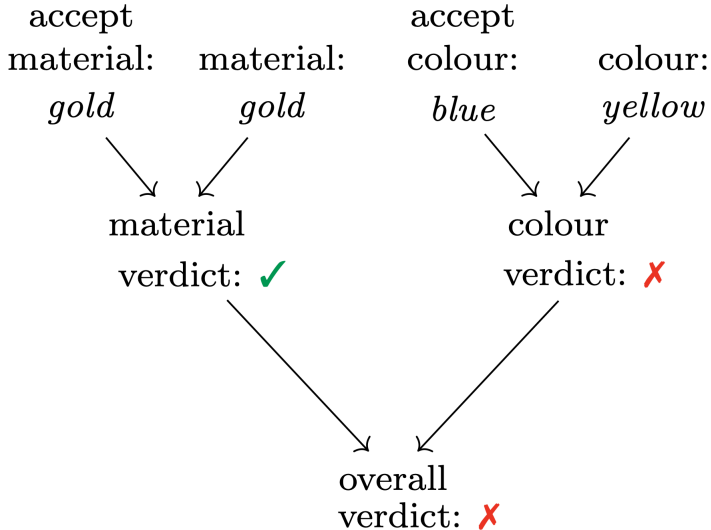 accept
material:
gold
material:
gold
accept
colour:
blue
colour:
yellow
material
verdict: ✓
colour
verdict: ✗
overall
verdict: ✗